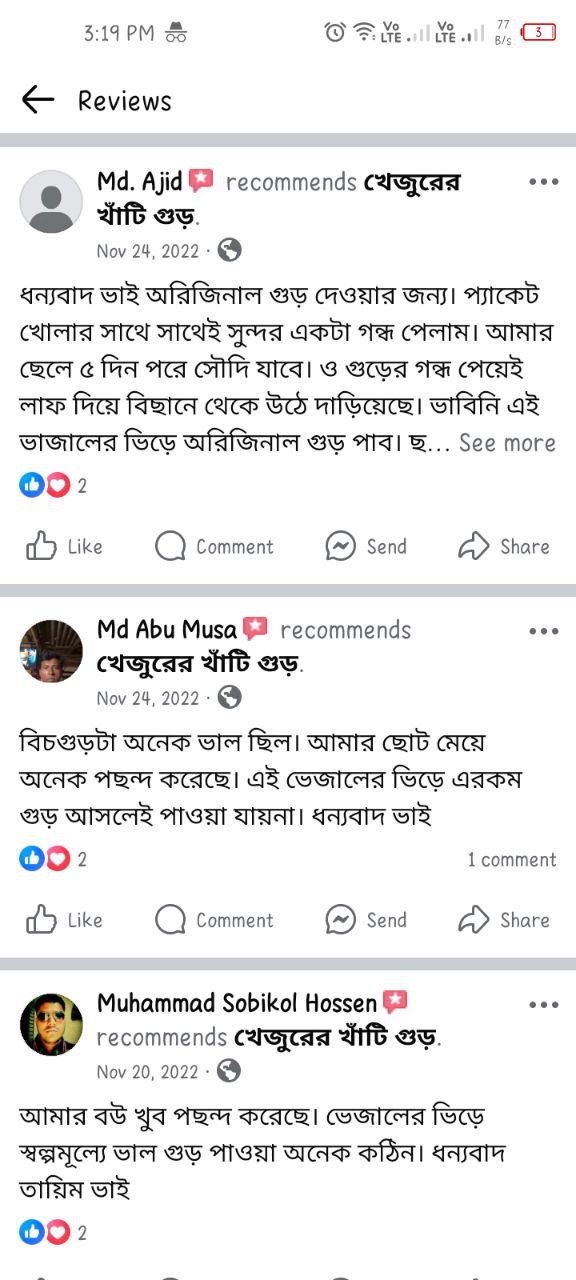 3:19 PM
Vo LTE Vo LTE 77 B/s 3
Reviews
Md. Ajid recommends খেজুরের
খাঁটি গুড়.
Nov 24, 2022 ·
ধন্যবাদ ভাই অরিজিনাল গুড় দেওয়ার জন্য। প্যাকেট
খোলার সাথে সাথেই সুন্দর একটা গন্ধ পেলাম। আমার
ছেলে ৫ দিন পরে সৌদি যাবে। ও গুড়ের গন্ধ পেয়েই
লাফ দিয়ে বিছানে থেকে উঠে দাড়িয়েছে। ভাবিনি এই
ভাজালের ভিড়ে অরিজিনাল গুড় পাব। ছ... See more
2
Like Comment Send Share
Md Abu Musa recommends
খেজুরের খাঁটি গুড়.
Nov 24, 2022 ·
বিচগুড়টা অনেক ভাল ছিল। আমার ছোট মেয়ে
অনেক পছন্দ করেছে। এই ভেজালের ভিড়ে এরকম
গুড় আসলেই পাওয়া যায়না। ধন্যবাদ ভাই
2 1 comment
Like Comment Send Share
Muhammad Sobikol Hossen
recommends খেজুরের খাঁটি গুড়.
Nov 20, 2022 ·
আমার বউ খুব পছন্দ করেছে। ভেজালের ভিড়ে
স্বল্পমূল্যে ভাল গুড় পাওয়া অনেক কঠিন। ধন্যবাদ
তায়িম ভাই
2